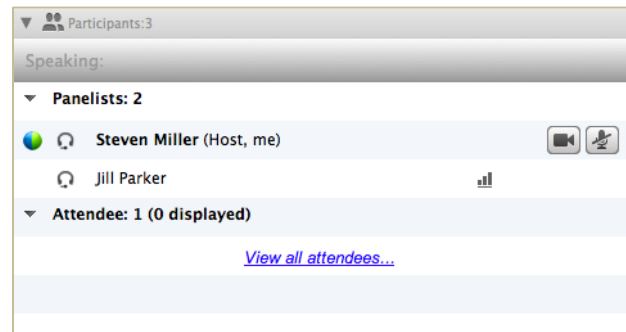 Participants:3
Speaking:
Panelists: 2
Steven Miller (Host, me)
Jill Parker
Attendee: 1 (0 displayed)
View all attendees...